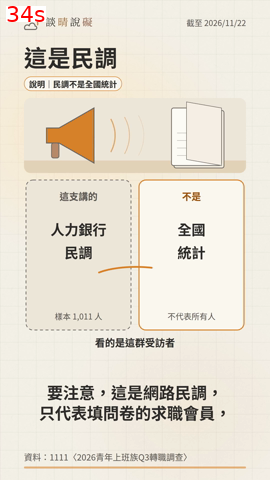 34s
談晴說礙
截至 2026/11/22
這是民調
說明｜民調不是全國統計
這支講的
人力銀行
民調
樣本 1,011 人
不是
全國
統計
不代表所有人
看的是這群受訪者
要注意，這是網路民調，
只代表填問卷的求職會員，
資料：1111〈2026青年上班族Q3轉職調查〉